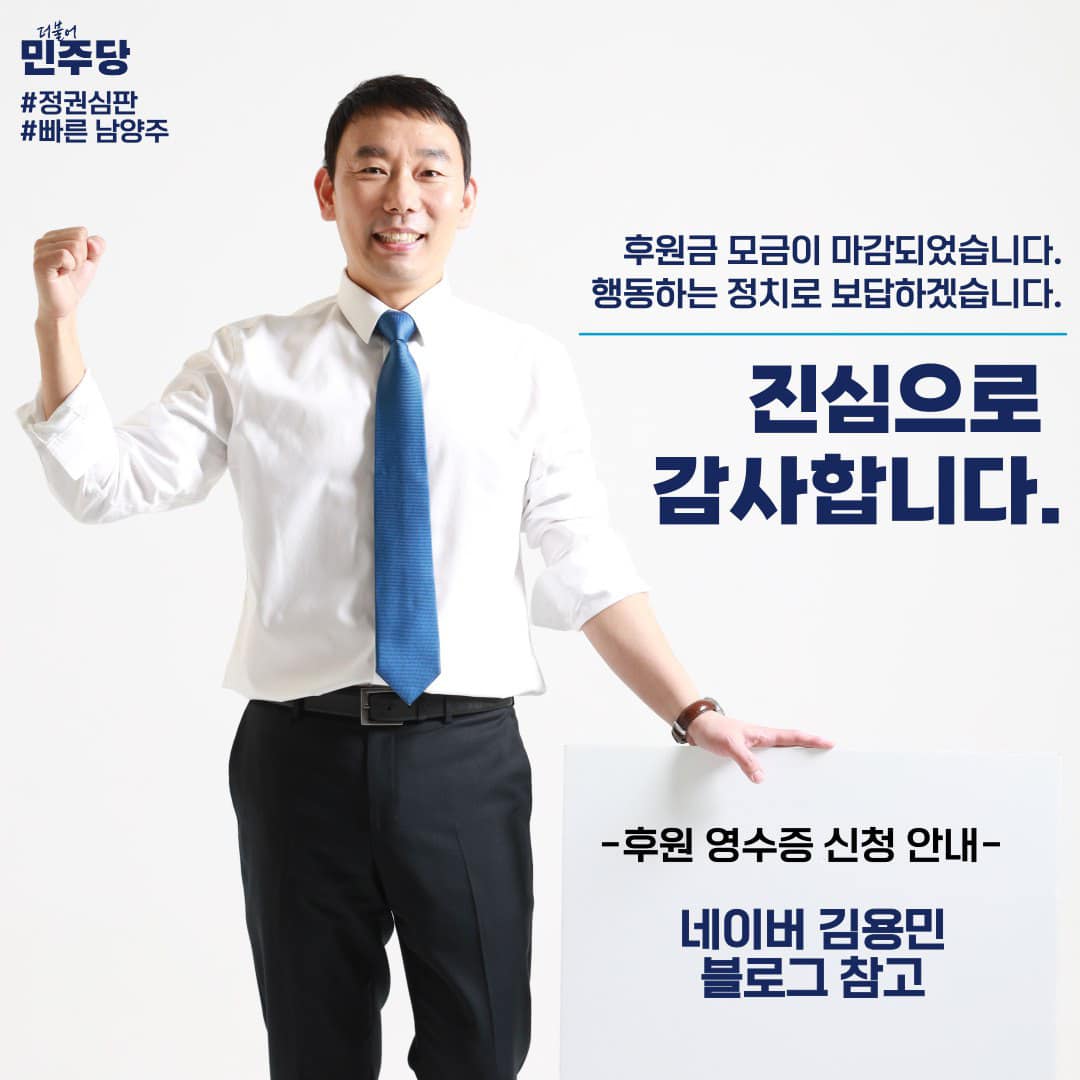 더불어
민주당
#정권심판
#빠른 남양주
후원금 모금이 마감되었습니다.
행동하는 정치로 보답하겠습니다.
진심으로
감사합니다.
-후원 영수증 신청 안내-
네이버 김용민
블로그 참고